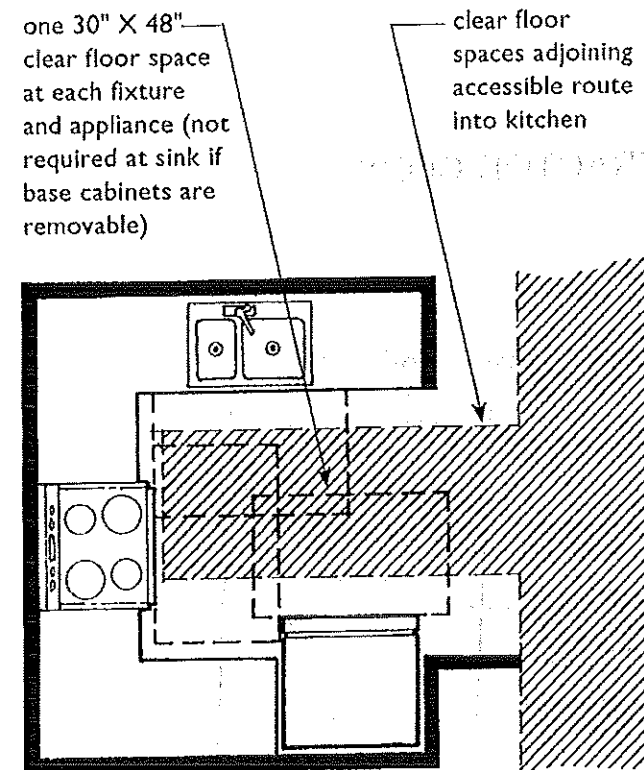 one 30" X 48"
clear floor space
at each fixture
and appliance (not
required at sink if
base cabinets are
removable)
clear floor
spaces adjoining
accessible route
into kitchen